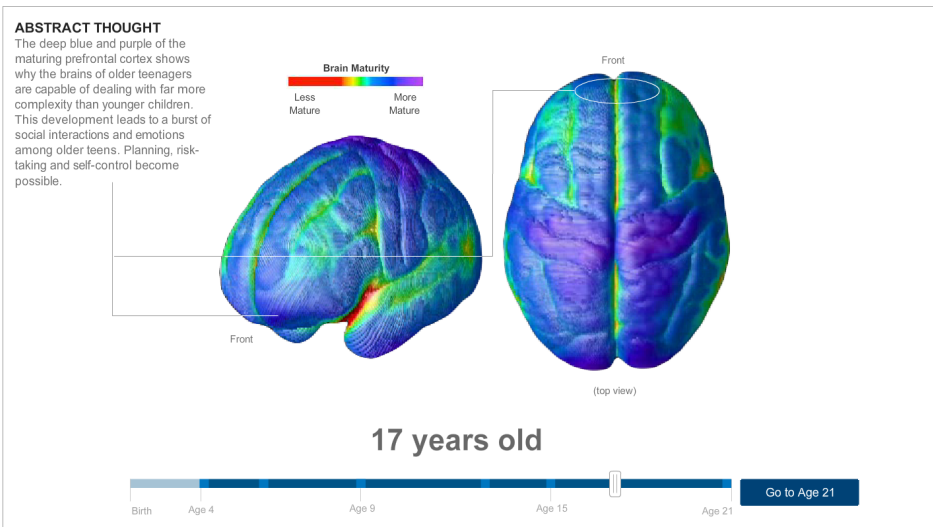 ABSTRACT THOUGHT
The deep blue and purple of the
maturing prefrontal cortex shows
why the brains of older teenagers
are capable of dealing with far more
complexity than younger children.
This development leads to a burst of
social interactions and emotions
among older teens. Planning, risk-
taking and self-control become
possible.
Brain Maturity
Less
Mature
More
Mature
Front
Front
(top view)
17 years old
Birth
Age 4
Age 9
Age 15
Age 21
Go to Age 21